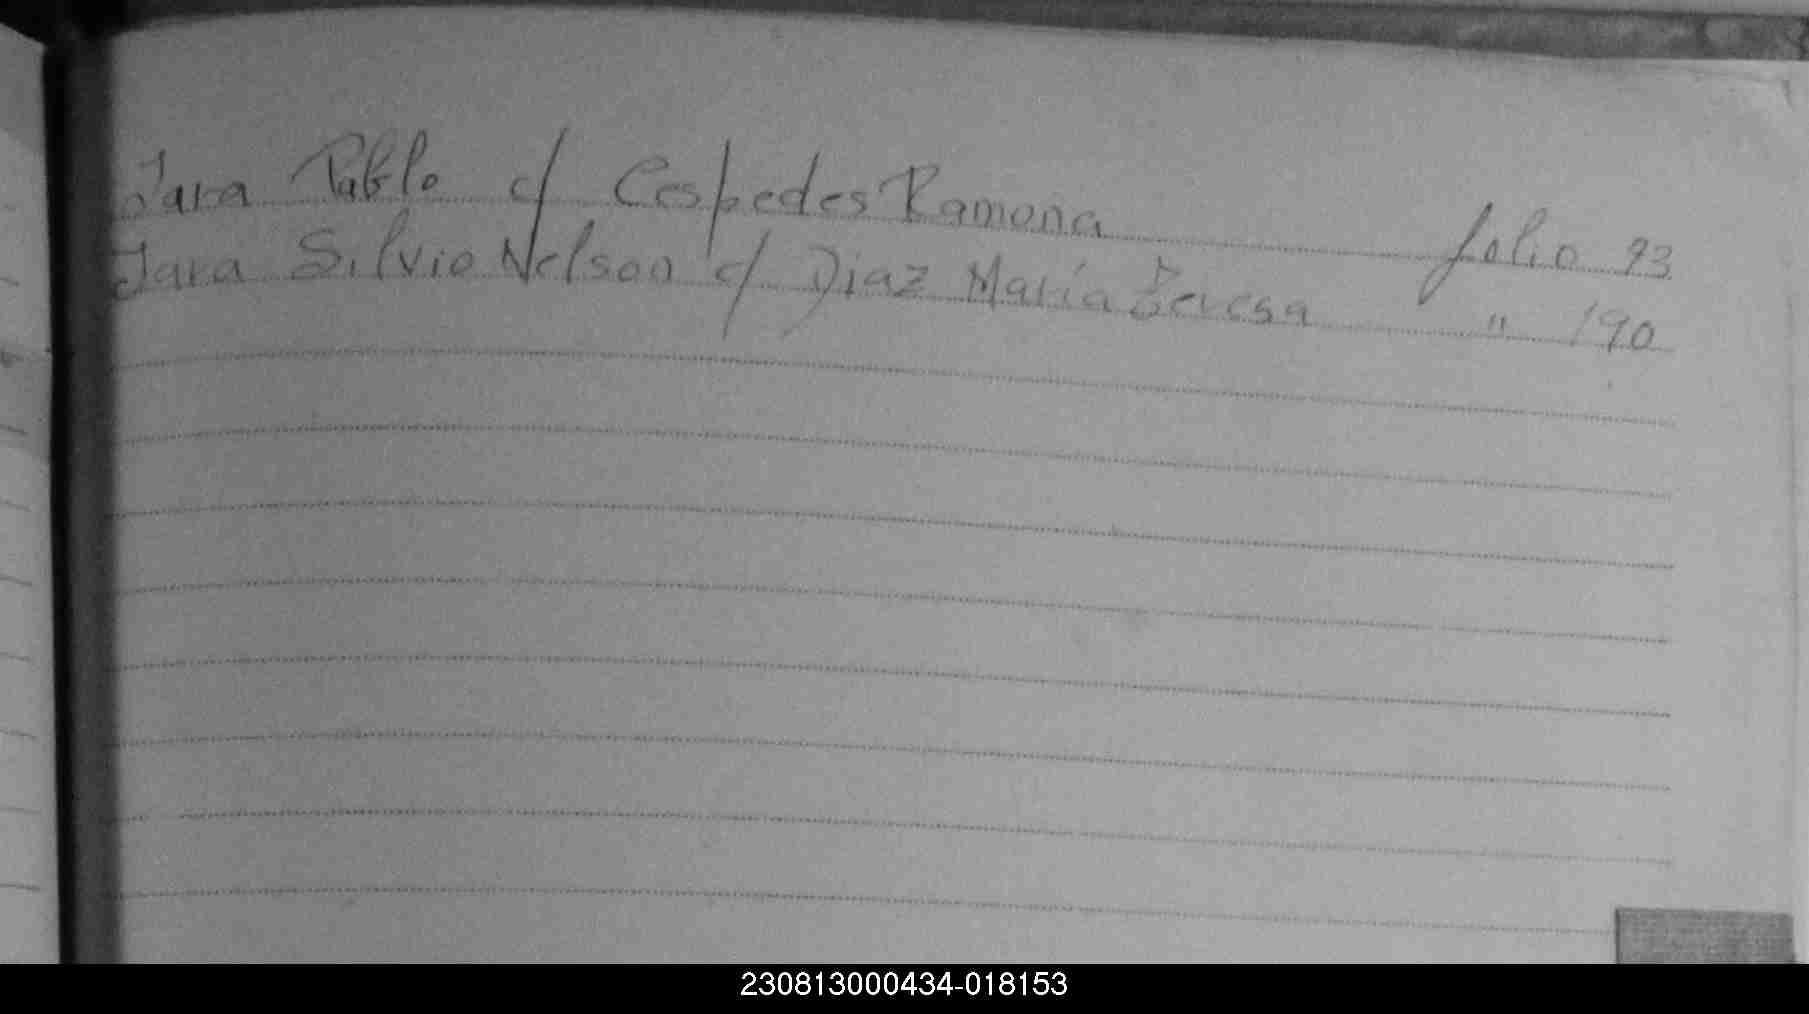 Jara Pablo c/ Cespedes Ramona folio 93
Jara Silvio Nelson c/ Diaz María Teresa " 190
230813000434-018153